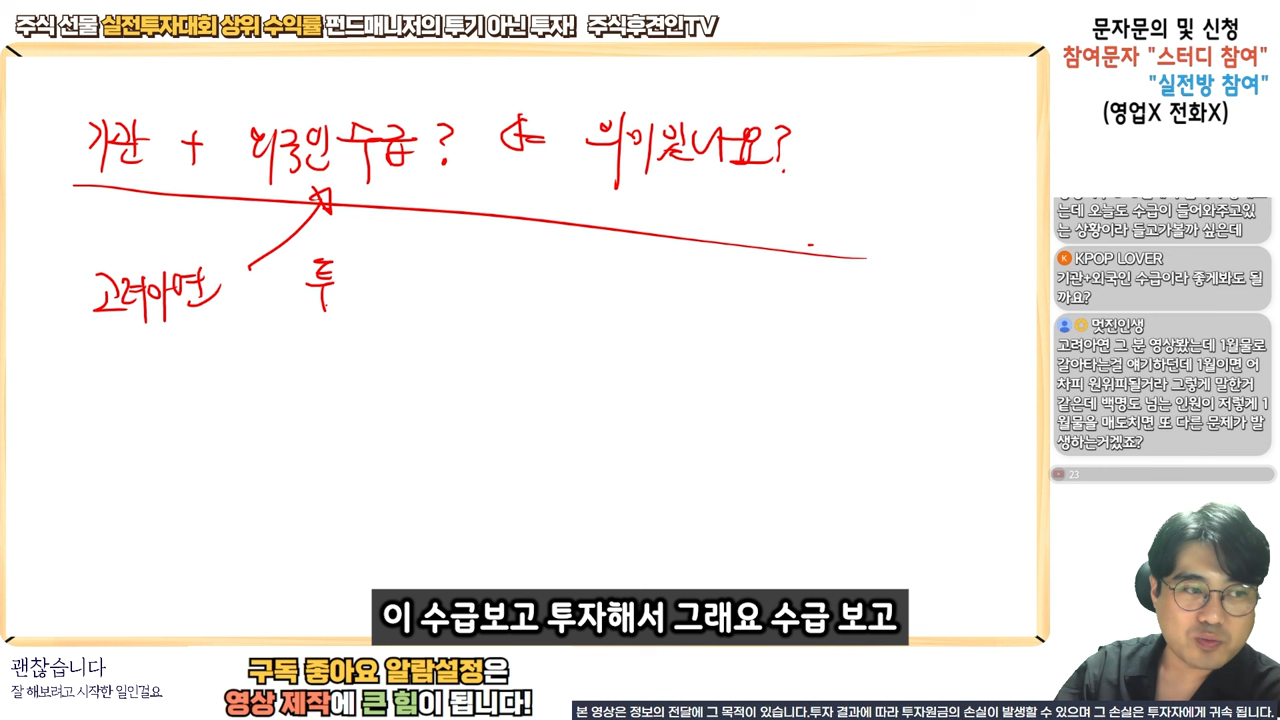 주식 선물 실전투자대회 상위 수익률 펀드매니저의 투기 아닌 투자! 주식후견인TV
문자문의 및 신청
참여문자 "스터디 참여"
"실전방 참여"
(영업X 전화X)
기관 + 외국인 수급? 의미있나요?
고려아연 투
는데 오늘도 수급이 들어와주고있
는 상황이라 들고가볼까 싶은데
K KPOP LOVER
기관+외국인 수급이라 좋게봐도 될
까요?
멋진인생
고려아연 그 분 영상봤는데 1월물로
갈아타는걸 얘기하던데 1월이면 어
차피 원위피될거라 그렇게 말한거
같은데 백명도 넘는 인원이 저렇게 1
월물을 매도치면 또 다른 문제가 발
생하는거겠죠?
23
이 수급보고 투자해서 그래요 수급 보고
괜찮습니다
잘 해보려고 시작한 일인걸요
구독 좋아요 알람설정은
영상 제작에 큰 힘이 됩니다!
본 영상은 정보의 전달에 그 목적이 있습니다.투자 결과에 따라 투자원금의 손실이 발생할 수 있으며 그 손실은 투자자에게 귀속 됩니다.